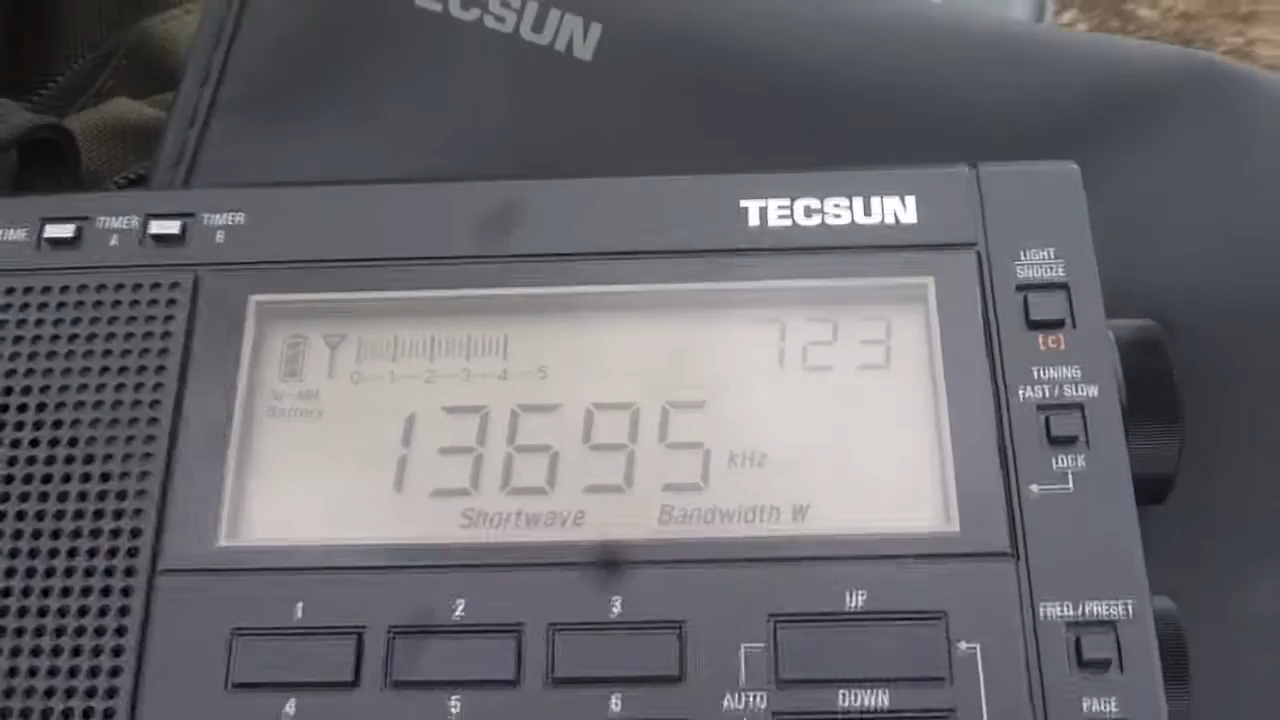 TECSUN
TIME
TIMER A
TIMER B
TECSUN
LIGHT
SNOOZE
[C]
723
0 1 2 3 4 5
Ni-MH
Battery
13695 kHz
Shortwave Bandwidth W
TUNING
FAST / SLOW
LOCK
1 2 3 UP
FREQ./PRESET
4 5 6 AUTO DOWN
PAGE